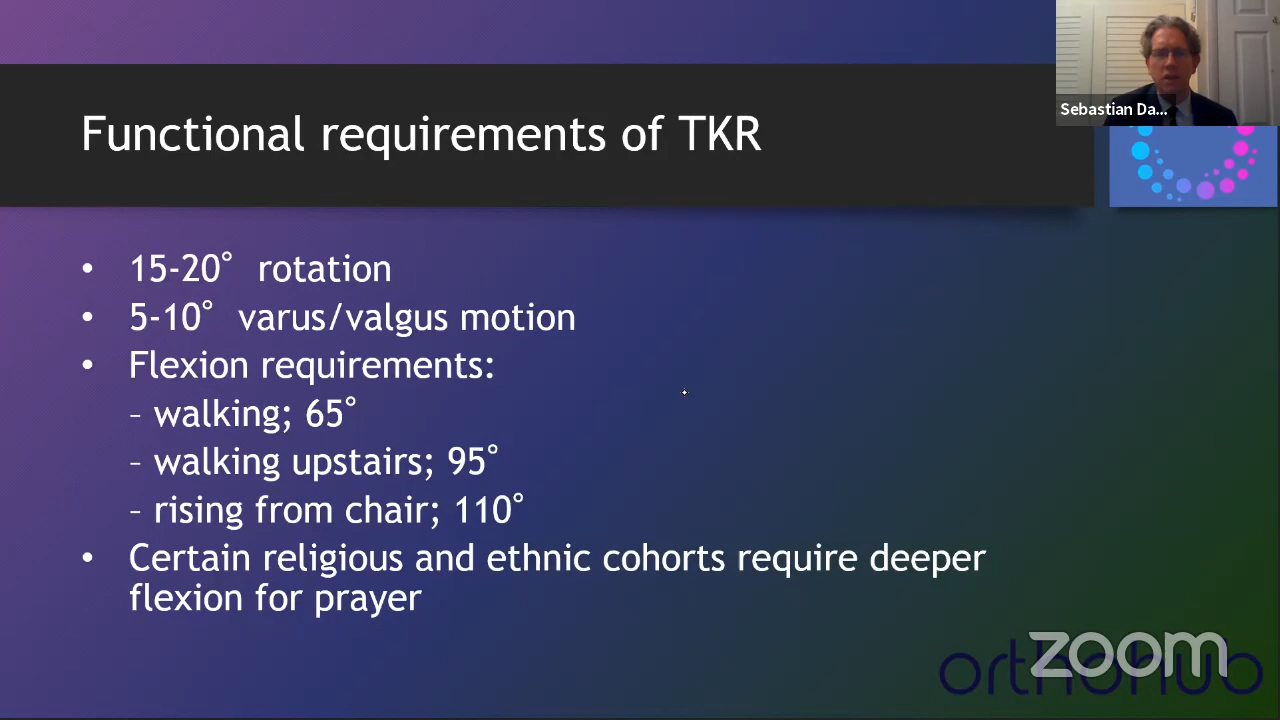 Functional requirements of TKR
Sebastian Da...
• 15-20° rotation
• 5-10° varus/valgus motion
• Flexion requirements:
– walking; 65°
– walking upstairs; 95°
– rising from chair; 110°
• Certain religious and ethnic cohorts require deeper
flexion for prayer
zoom
orthohub